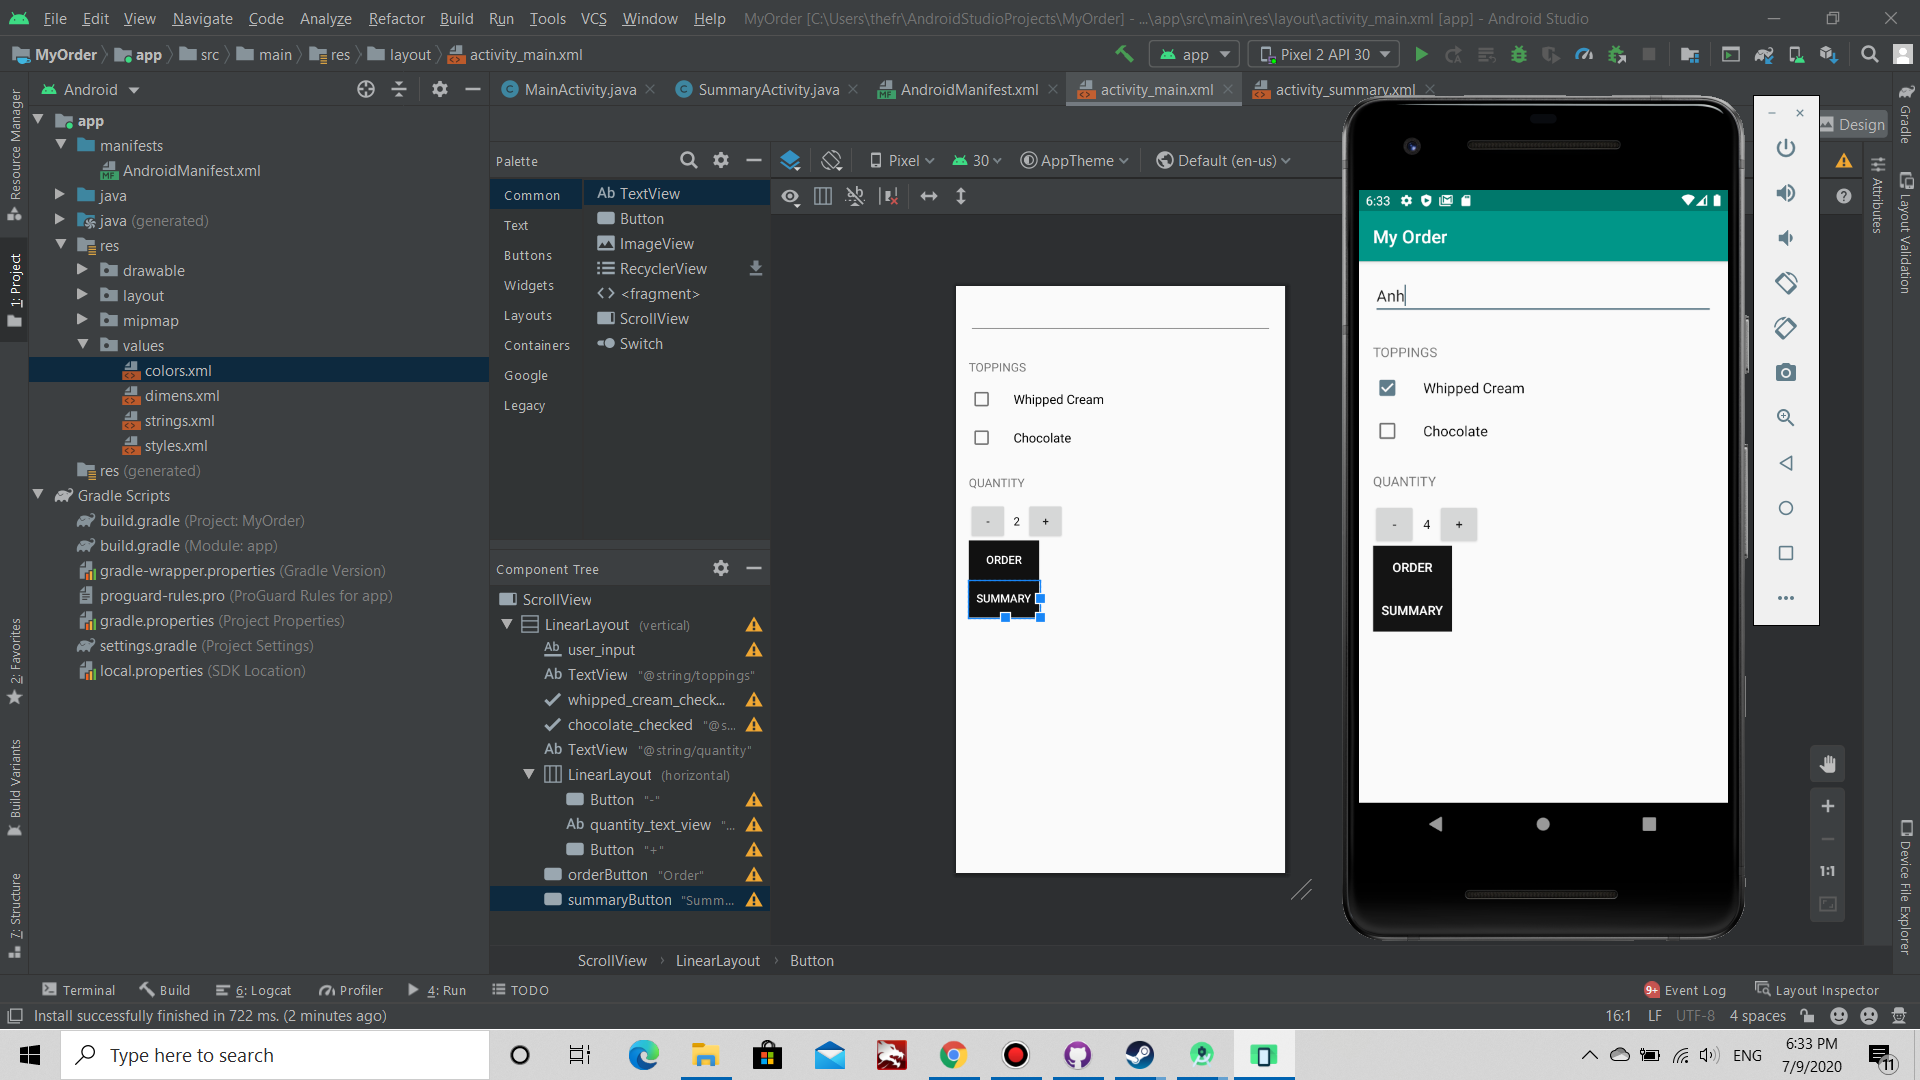 File Edit View Navigate Code Analyze Refactor Build Run Tools VCS Window Help MyOrder [C:\Users\thefr\AndroidStudioProjects\MyOrder] - ...\app\src\main\res\layout\activity_main.xml [app] - Android Studio
MyOrder app src main res layout activity_main.xml app Pixel 2 API 30
Android MainActivity.java SummaryActivity.java AndroidManifest.xml activity_main.xml activity_summary.xml
Resource Manager
1: Project
2: Favorites
Build Variants
7: Structure
app
manifests
AndroidManifest.xml
java
java (generated)
res
drawable
layout
mipmap
values
colors.xml
dimens.xml
strings.xml
styles.xml
res (generated)
Gradle Scripts
build.gradle (Project: MyOrder)
build.gradle (Module: app)
gradle-wrapper.properties (Gradle Version)
proguard-rules.pro (ProGuard Rules for app)
gradle.properties (Project Properties)
settings.gradle (Project Settings)
local.properties (SDK Location)
Palette
Common
Text
Buttons
Widgets
Layouts
Containers
Google
Legacy
Ab TextView
Button
ImageView
RecyclerView
<> <fragment>
ScrollView
Switch
Component Tree
ScrollView
LinearLayout (vertical)
Ab user_input
Ab TextView "@string/toppings"
whipped_cream_check...
chocolate_checked "@s...
Ab TextView "@string/quantity"
LinearLayout (horizontal)
Button "-"
Ab quantity_text_view "...
Button "+"
orderButton "Order"
summaryButton "Summ...
Pixel 30 AppTheme Default (en-us)
TOPPINGS
Whipped Cream
Chocolate
QUANTITY
- 2 +
ORDER
SUMMARY
6:33
My Order
Anh
TOPPINGS
Whipped Cream
Chocolate
QUANTITY
- 4 +
ORDER
SUMMARY
Design
1:1
Attributes
Gradle
Layout Validation
Device File Explorer
ScrollView LinearLayout Button
Terminal Build 6: Logcat Profiler 4: Run TODO 9+ Event Log Layout Inspector
Install successfully finished in 722 ms. (2 minutes ago) 16:1 LF UTF-8 4 spaces
Type here to search ENG 6:33 PM
7/9/2020
11